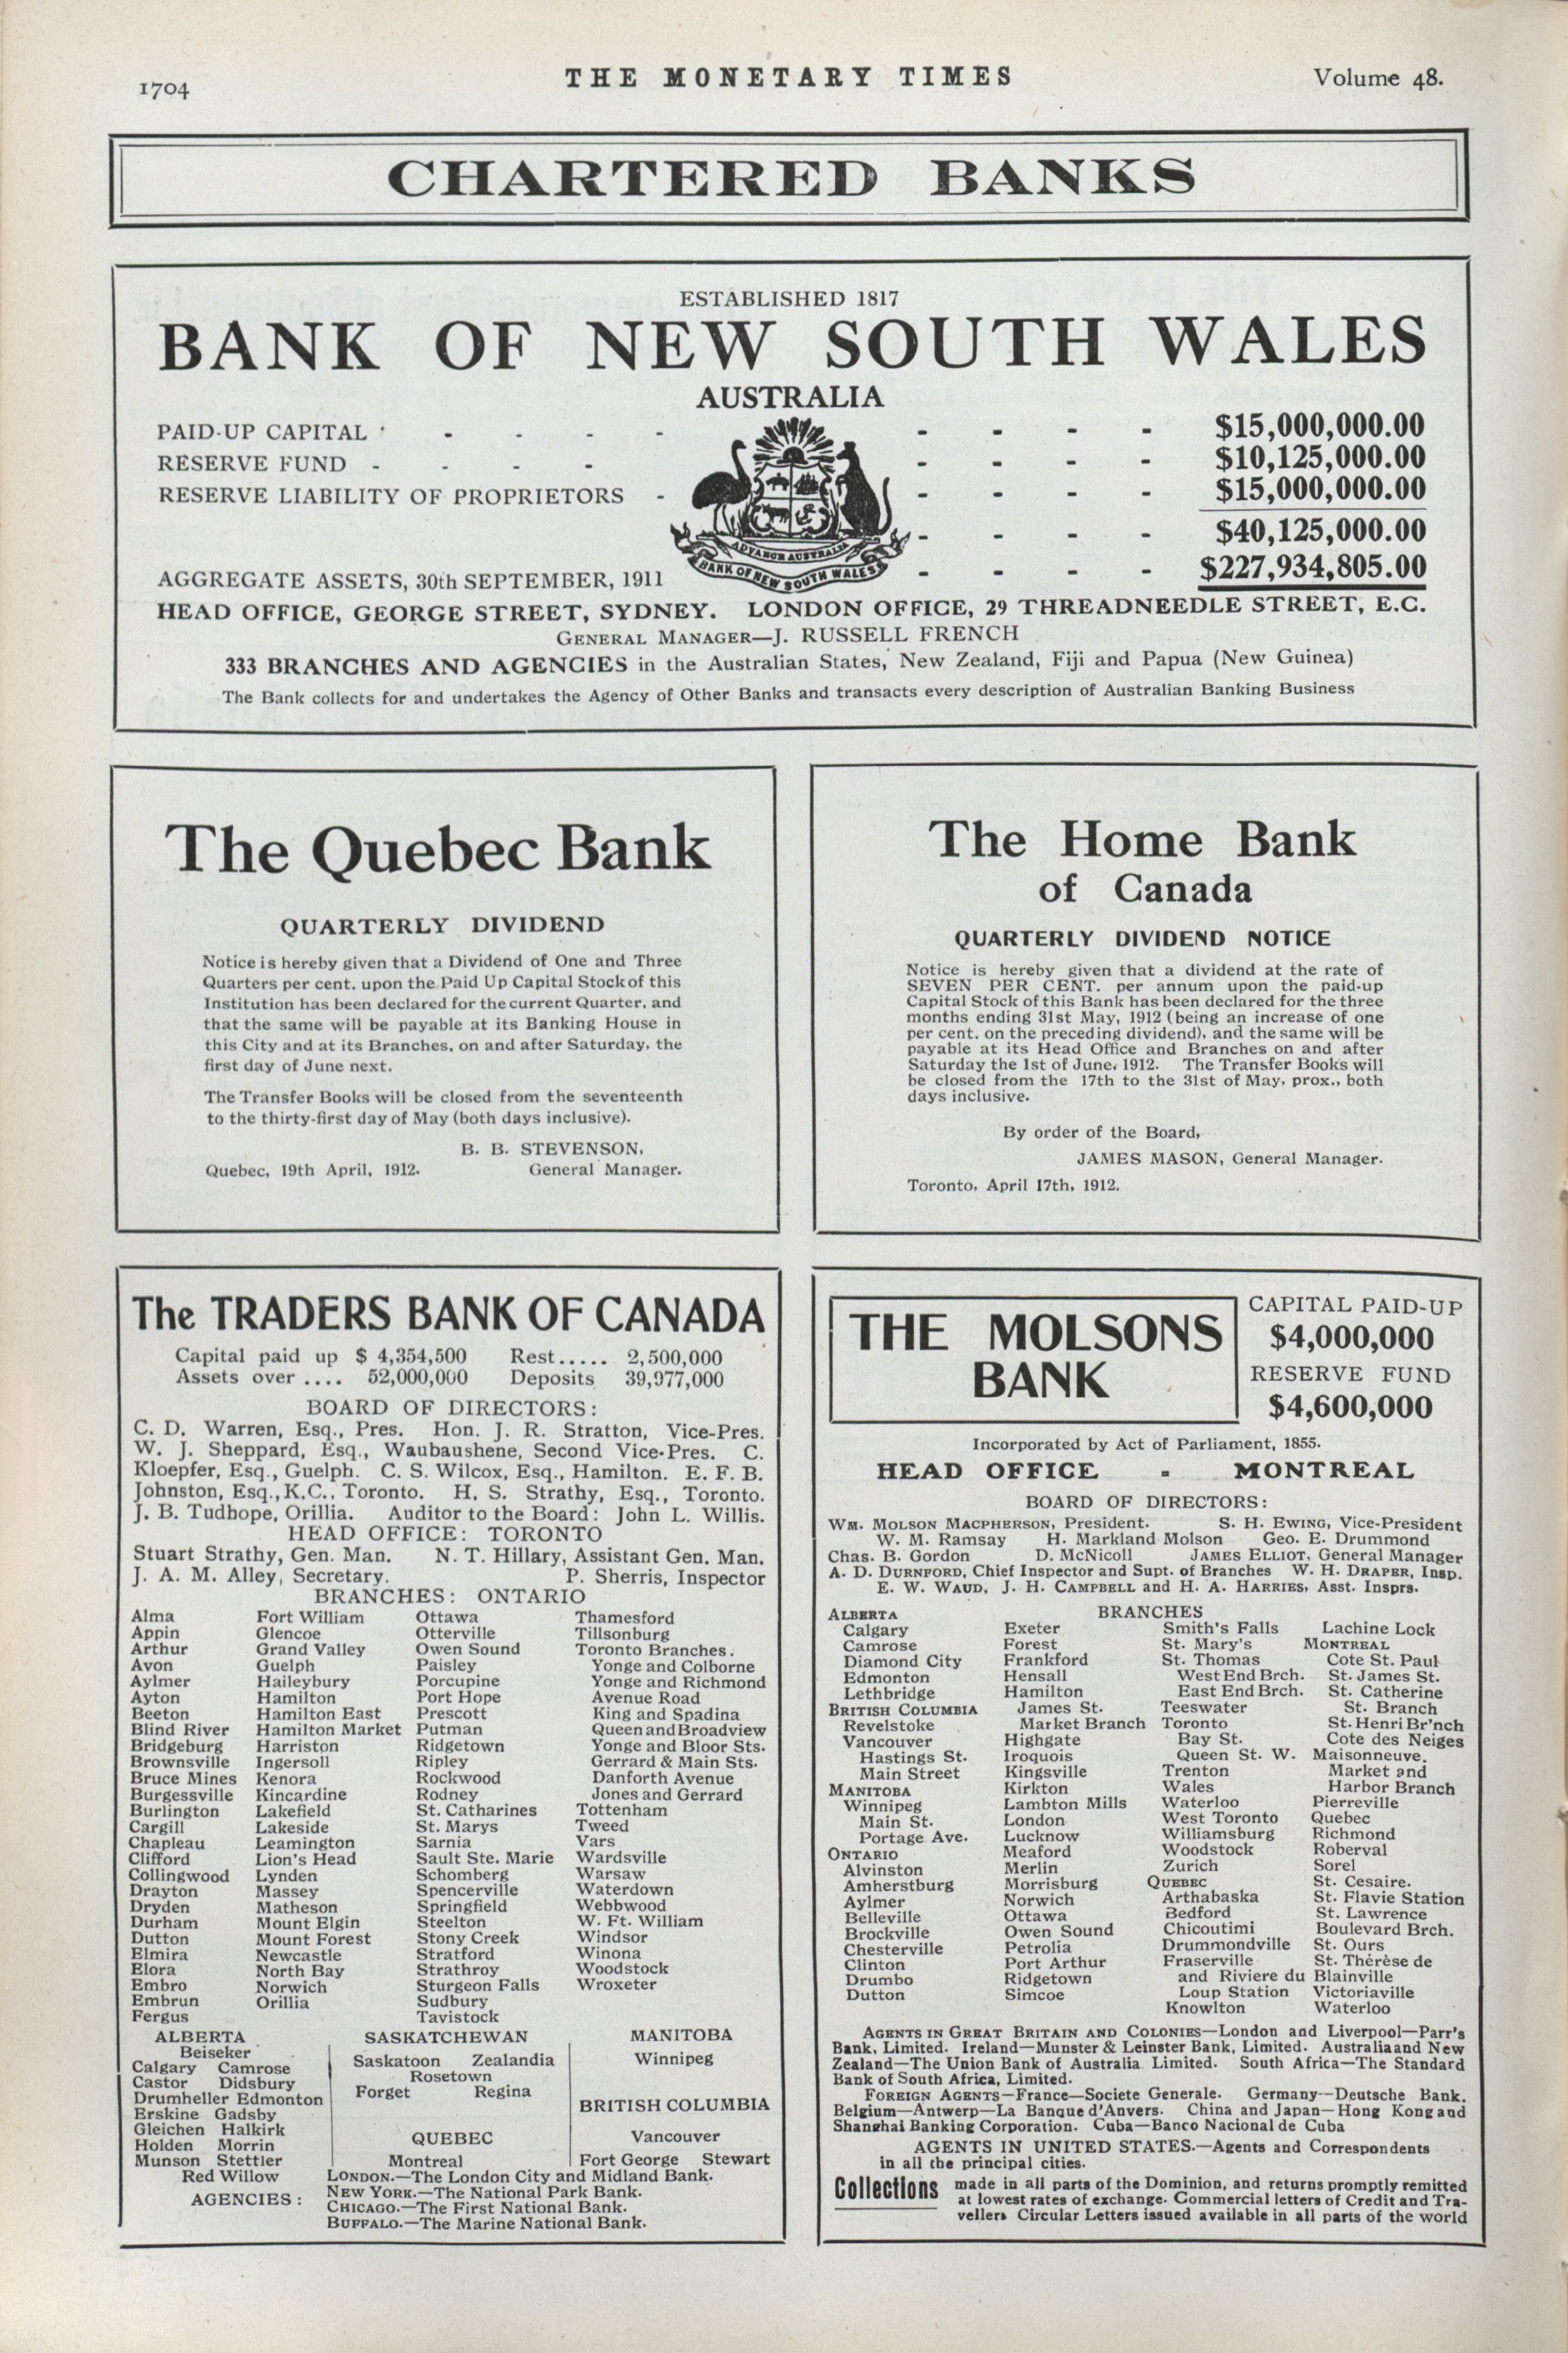 1704
THE MONETARY TIMES
Volume 48.
CHARTERED BANKS
ESTABLISHED 1817
BANK OF NEW SOUTH WALES
AUSTRALIA
PAID-UP CAPITAL - - - - - - - - $15,000,000.00
RESERVE FUND - - - - - - - - $10,125,000.00
RESERVE LIABILITY OF PROPRIETORS - - - - - $15,000,000.00
- - - - $40,125,000.00
ADVANCE AUSTRALIA
BANK OF NEW SOUTH WALES
AGGREGATE ASSETS, 30th SEPTEMBER, 1911 - - - - $227,934,805.00
HEAD OFFICE, GEORGE STREET, SYDNEY. LONDON OFFICE, 29 THREADNEEDLE STREET, E.C.
GENERAL MANAGER—J. RUSSELL FRENCH
333 BRANCHES AND AGENCIES in the Australian States, New Zealand, Fiji and Papua (New Guinea)
The Bank collects for and undertakes the Agency of Other Banks and transacts every description of Australian Banking Business
The Quebec Bank
QUARTERLY DIVIDEND
Notice is hereby given that a Dividend of One and Three
Quarters per cent. upon the Paid Up Capital Stock of this
Institution has been declared for the current Quarter, and
that the same will be payable at its Banking House in
this City and at its Branches, on and after Saturday, the
first day of June next.
The Transfer Books will be closed from the seventeenth
to the thirty-first day of May (both days inclusive).
B. B. STEVENSON,
Quebec, 19th April, 1912. General Manager.
The Home Bank
of Canada
QUARTERLY DIVIDEND NOTICE
Notice is hereby given that a dividend at the rate of
SEVEN PER CENT. per annum upon the paid-up
Capital Stock of this Bank has been declared for the three
months ending 31st May, 1912 (being an increase of one
per cent. on the preceding dividend), and the same will be
payable at its Head Office and Branches on and after
Saturday the 1st of June, 1912. The Transfer Books will
be closed from the 17th to the 31st of May, prox., both
days inclusive.
By order of the Board,
JAMES MASON, General Manager.
Toronto, April 17th, 1912.
The TRADERS BANK OF CANADA
Capital paid up $ 4,354,500 Rest..... 2,500,000
Assets over .... 52,000,000 Deposits 39,977,000
BOARD OF DIRECTORS:
C. D. Warren, Esq., Pres. Hon. J. R. Stratton, Vice-Pres.
W. J. Sheppard, Esq., Waubaushene, Second Vice-Pres. C.
Kloepfer, Esq., Guelph. C. S. Wilcox, Esq., Hamilton. E. F. B.
Johnston, Esq., K.C., Toronto. H. S. Strathy, Esq., Toronto.
J. B. Tudhope, Orillia. Auditor to the Board: John L. Willis.
HEAD OFFICE: TORONTO
Stuart Strathy, Gen. Man. N. T. Hillary, Assistant Gen. Man.
J. A. M. Alley, Secretary. P. Sherris, Inspector
BRANCHES: ONTARIO
Alma
Appin
Arthur
Avon
Aylmer
Ayton
Beeton
Blind River
Bridgeburg
Brownsville
Bruce Mines
Burgessville
Burlington
Cargill
Chapleau
Clifford
Collingwood
Drayton
Dryden
Durham
Dutton
Elmira
Elora
Embro
Embrun
Fergus
Fort William
Glencoe
Grand Valley
Guelph
Haileybury
Hamilton
Hamilton East
Hamilton Market
Harriston
Ingersoll
Kenora
Kincardine
Lakefield
Lakeside
Leamington
Lion's Head
Lynden
Massey
Matheson
Mount Elgin
Mount Forest
Newcastle
North Bay
Norwich
Orillia
Ottawa
Otterville
Owen Sound
Paisley
Porcupine
Port Hope
Prescott
Putman
Ridgetown
Ripley
Rockwood
Rodney
St. Catharines
St. Marys
Sarnia
Sault Ste. Marie
Schomberg
Spencerville
Springfield
Steelton
Stony Creek
Stratford
Strathroy
Sturgeon Falls
Sudbury
Tavistock
Thamesford
Tillsonburg
Toronto Branches.
Yonge and Colborne
Yonge and Richmond
Avenue Road
King and Spadina
Queen and Broadview
Yonge and Bloor Sts.
Gerrard & Main Sts.
Danforth Avenue
Jones and Gerrard
Tottenham
Tweed
Vars
Wardsville
Warsaw
Waterdown
Webbwood
W. Ft. William
Windsor
Winona
Woodstock
Wroxeter
ALBERTA
Beiseker
Calgary Camrose
Castor Didsbury
Drumheller Edmonton
Erskine Gadsby
Gleichen Halkirk
Holden Morrin
Munson Stettler
Red Willow
SASKATCHEWAN
Saskatoon Zealandia
Rosetown
Forget Regina
QUEBEC
Montreal
MANITOBA
Winnipeg
BRITISH COLUMBIA
Vancouver
Fort George Stewart
AGENCIES:
LONDON.—The London City and Midland Bank.
NEW YORK.—The National Park Bank.
CHICAGO.—The First National Bank.
BUFFALO.—The Marine National Bank.
THE MOLSONS
BANK
CAPITAL PAID-UP
$4,000,000
RESERVE FUND
$4,600,000
Incorporated by Act of Parliament, 1855.
HEAD OFFICE - MONTREAL
BOARD OF DIRECTORS:
WM. MOLSON MACPHERSON, President. S. H. EWING, Vice-President
W. M. Ramsay H. Markland Molson Geo. E. Drummond
Chas. B. Gordon D. McNicoll JAMES ELLIOT, General Manager
A. D. DURNFORD, Chief Inspector and Supt. of Branches W. H. DRAPER, Insp.
E. W. WAUD, J. H. CAMPBELL and H. A. HARRIES, Asst. Insprs.
BRANCHES
ALBERTA
Calgary
Camrose
Diamond City
Edmonton
Lethbridge
BRITISH COLUMBIA
Revelstoke
Vancouver
Hastings St.
Main Street
MANITOBA
Winnipeg
Main St.
Portage Ave.
ONTARIO
Alvinston
Amherstburg
Aylmer
Belleville
Brockville
Chesterville
Clinton
Drumbo
Dutton
Exeter
Forest
Frankford
Hensall
Hamilton
James St.
Market Branch
Highgate
Iroquois
Kingsville
Kirkton
Lambton Mills
London
Lucknow
Meaford
Merlin
Morrisburg
Norwich
Ottawa
Owen Sound
Petrolia
Port Arthur
Ridgetown
Simcoe
Smith's Falls
St. Mary's
St. Thomas
West End Brch.
East End Brch.
Teeswater
Toronto
Bay St.
Queen St. W.
Trenton
Wales
Waterloo
West Toronto
Williamsburg
Woodstock
Zurich
QUEBEC
Arthabaska
Bedford
Chicoutimi
Drummondville
Fraserville
and Riviere du
Loup Station
Knowlton
Lachine Lock
MONTREAL
Cote St. Paul
St. James St.
St. Catherine
St. Branch
St. Henri Br'nch
Cote des Neiges
Maisonneuve.
Market and
Harbor Branch
Pierreville
Quebec
Richmond
Roberval
Sorel
St. Cesaire.
St. Flavie Station
St. Lawrence
Boulevard Brch.
St. Ours
St. Thérèse de
Blainville
Victoriaville
Waterloo
AGENTS IN GREAT BRITAIN AND COLONIES—London and Liverpool—Parr's
Bank, Limited. Ireland—Munster & Leinster Bank, Limited. Australia and New
Zealand—The Union Bank of Australia Limited. South Africa—The Standard
Bank of South Africa, Limited.
FOREIGN AGENTS—France—Societe Generale. Germany—Deutsche Bank.
Belgium—Antwerp—La Banque d'Anvers. China and Japan—Hong Kong and
Shanghai Banking Corporation. Cuba—Banco Nacional de Cuba
AGENTS IN UNITED STATES.—Agents and Correspondents
in all the principal cities.
Collections made in all parts of the Dominion, and returns promptly remitted
at lowest rates of exchange. Commercial letters of Credit and Tra-
vellers Circular Letters issued available in all parts of the world